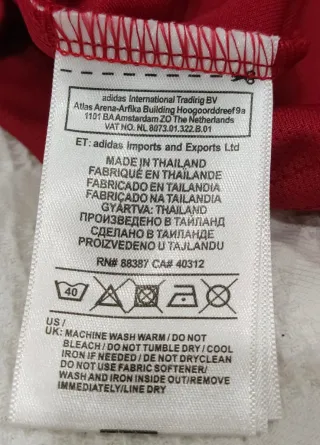 adidas International Tradirig BV
Atlas Arena-Arfika Building Hoogoorddreef 9a
1101 BA Amsterdam ZO The Netherlands
VAT NO. NL 8073.01.322.B.01
ET: adidas Imports and Exports Ltd
MADE IN THAILAND
FABRIQUÉ EN THAÏLANDE
FABRICADO EN TAILANDIA
FABRICADO NA TAILANDIA
GYÁRTVA: THAILAND
ПРОИЗВЕДЕНО В ТАЙЛАНД
СДЕЛАНО В ТАИЛАНДЕ
PROIZVEDENO U TAJLANDU
RN# 88387 CA# 40312
40
US /
UK: MACHINE WASH WARM / DO NOT
BLEACH / DO NOT TUMBLE DRY / COOL
IRON IF NEEDED / DO NOT DRYCLEAN
DO NOT USE FABRIC SOFTENER/
WASH AND IRON INSIDE OUT/REMOVE
IMMEDIATELY/LINE DRY